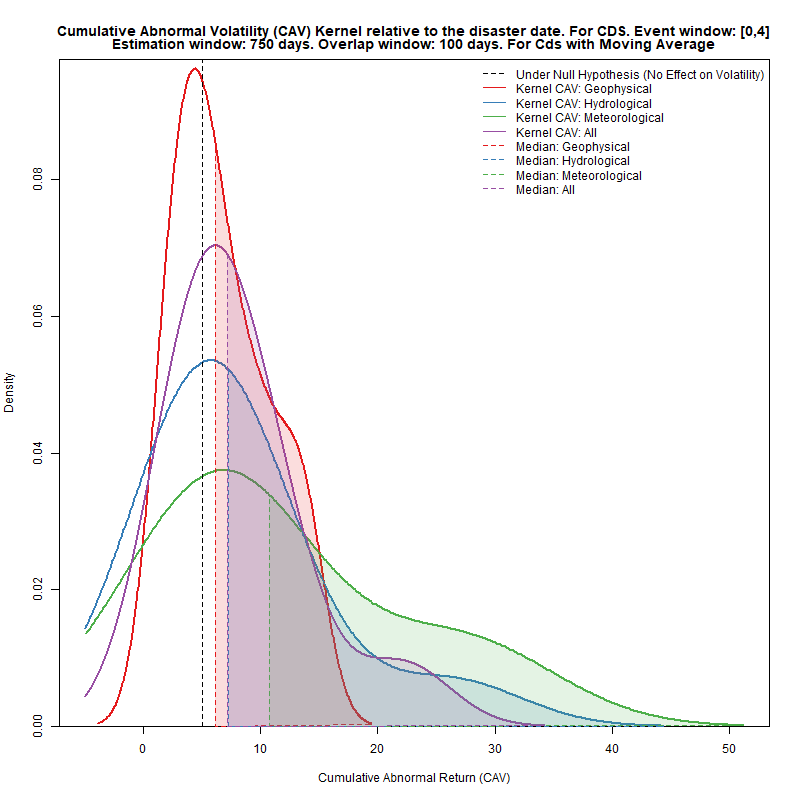 Cumulative Abnormal Volatility (CAV) Kernel relative to the disaster date. For CDS. Event window: [0,4]
Estimation window: 750 days. Overlap window: 100 days. For Cds with Moving Average
Under Null Hypothesis (No Effect on Volatility)
Kernel CAV: Geophysical
Kernel CAV: Hydrological
Kernel CAV: Meteorological
Kernel CAV: All
Median: Geophysical
Median: Hydrological
Median: Meteorological
Median: All
Density
0.08
0.06
0.04
0.02
0.00
0 10 20 30 40 50
Cumulative Abnormal Return (CAV)